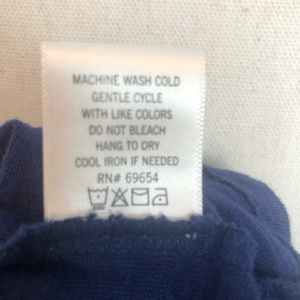 MACHINE WASH COLD
GENTLE CYCLE
WITH LIKE COLORS
DO NOT BLEACH
HANG TO DRY
COOL IRON IF NEEDED
RN# 69654